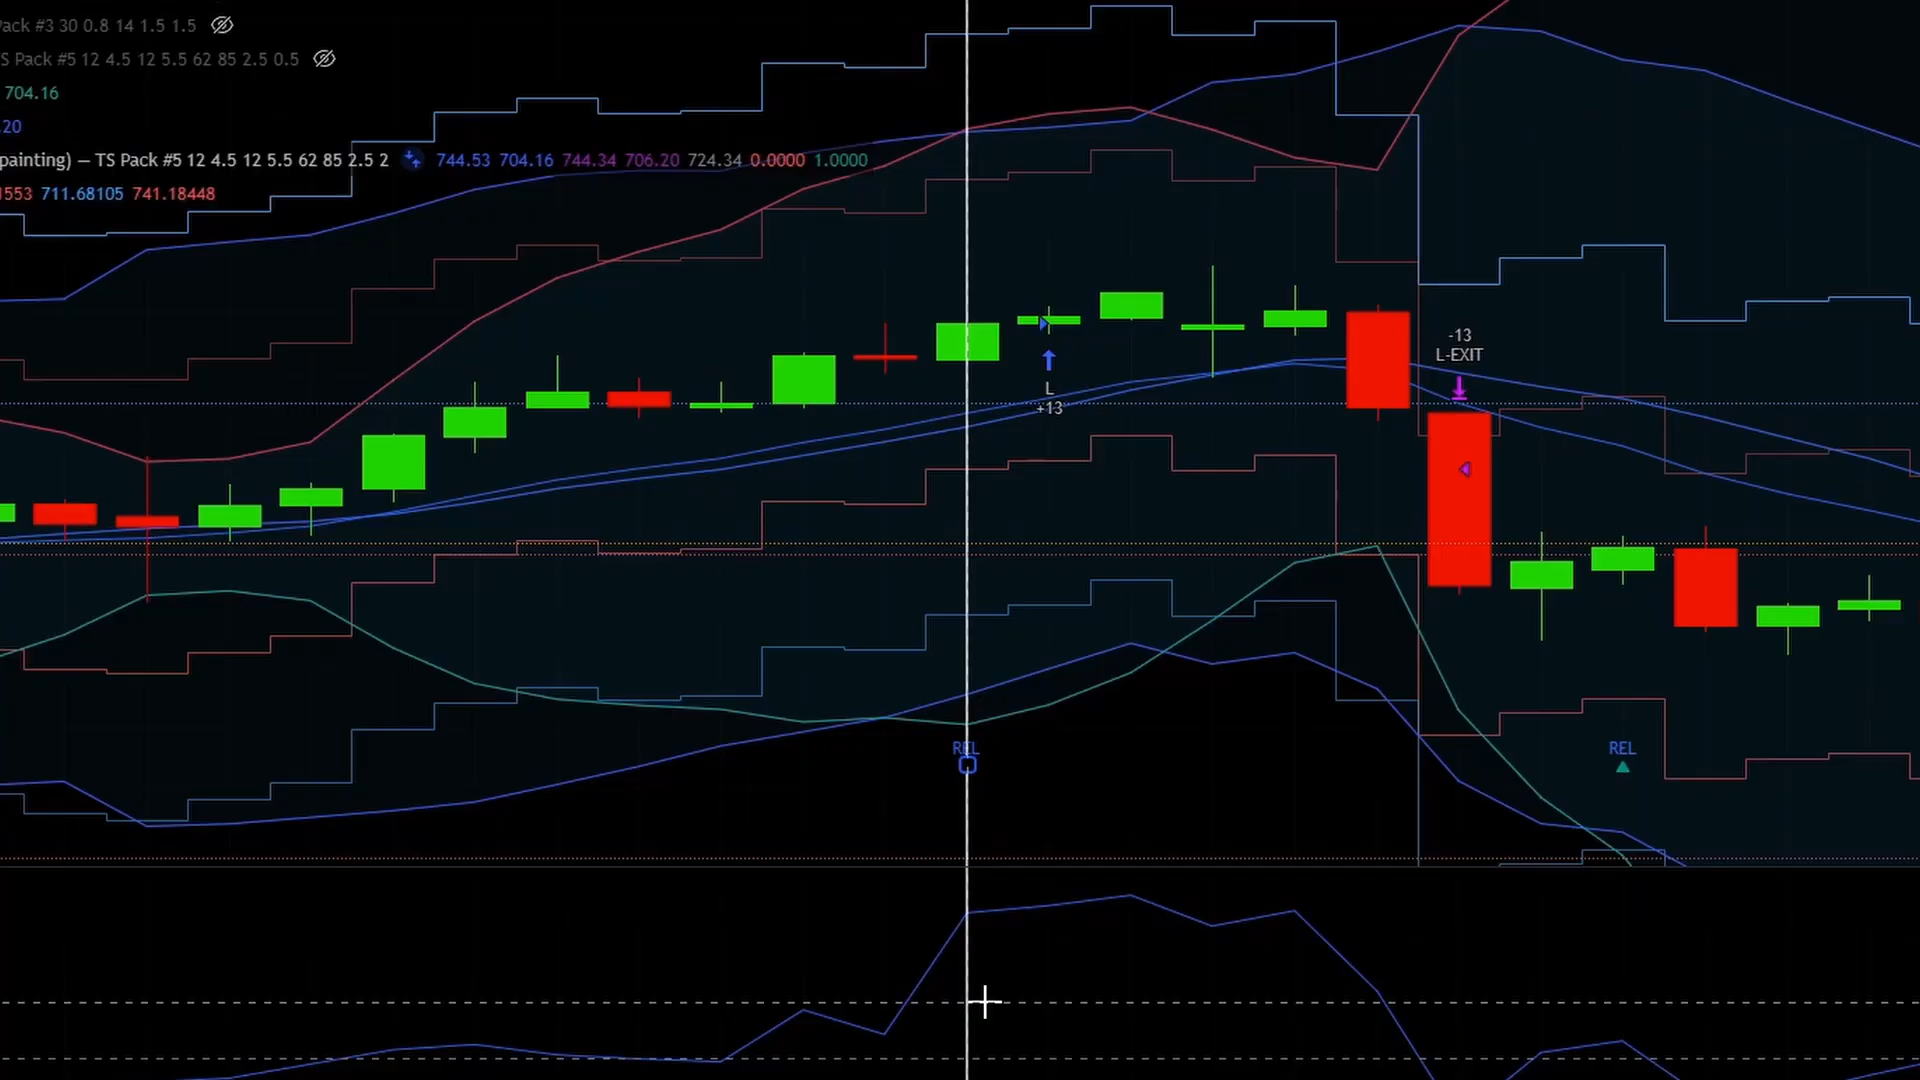 Pack #3 30 0.8 14 1.5 1.5
S Pack #5 12 4.5 12 5.5 62 85 2.5 0.5
704.16
.20
painting) — TS Pack #5 12 4.5 12 5.5 62 85 2.5 2 744.53 704.16 744.34 706.20 724.34 0.0000 1.0000
1553 711.68105 741.18448
-13
L-EXIT
L
+13
REL
REL